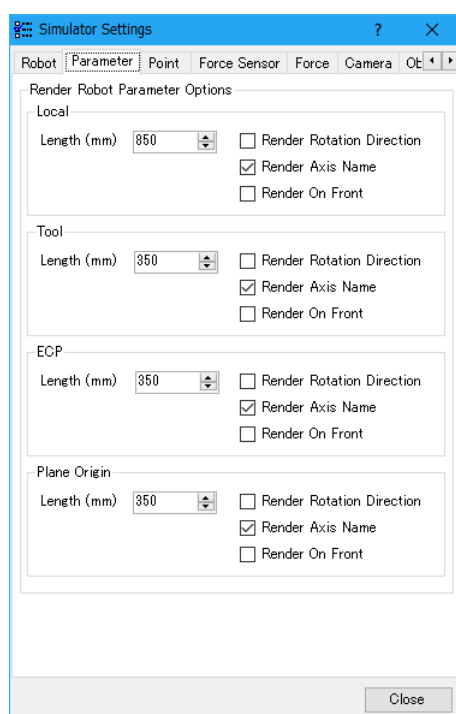 Simulator Settings ?
Robot Parameter Point Force Sensor Force Camera
Render Robot Parameter Options
Local
Length (mm) 850 Render Rotation Direction
Render Axis Name
Render On Front
Tool
Length (mm) 350 Render Rotation Direction
Render Axis Name
Render On Front
ECP
Length (mm) 350 Render Rotation Direction
Render Axis Name
Render On Front
Plane Origin
Length (mm) 350 Render Rotation Direction
Render Axis Name
Render On Front
Close